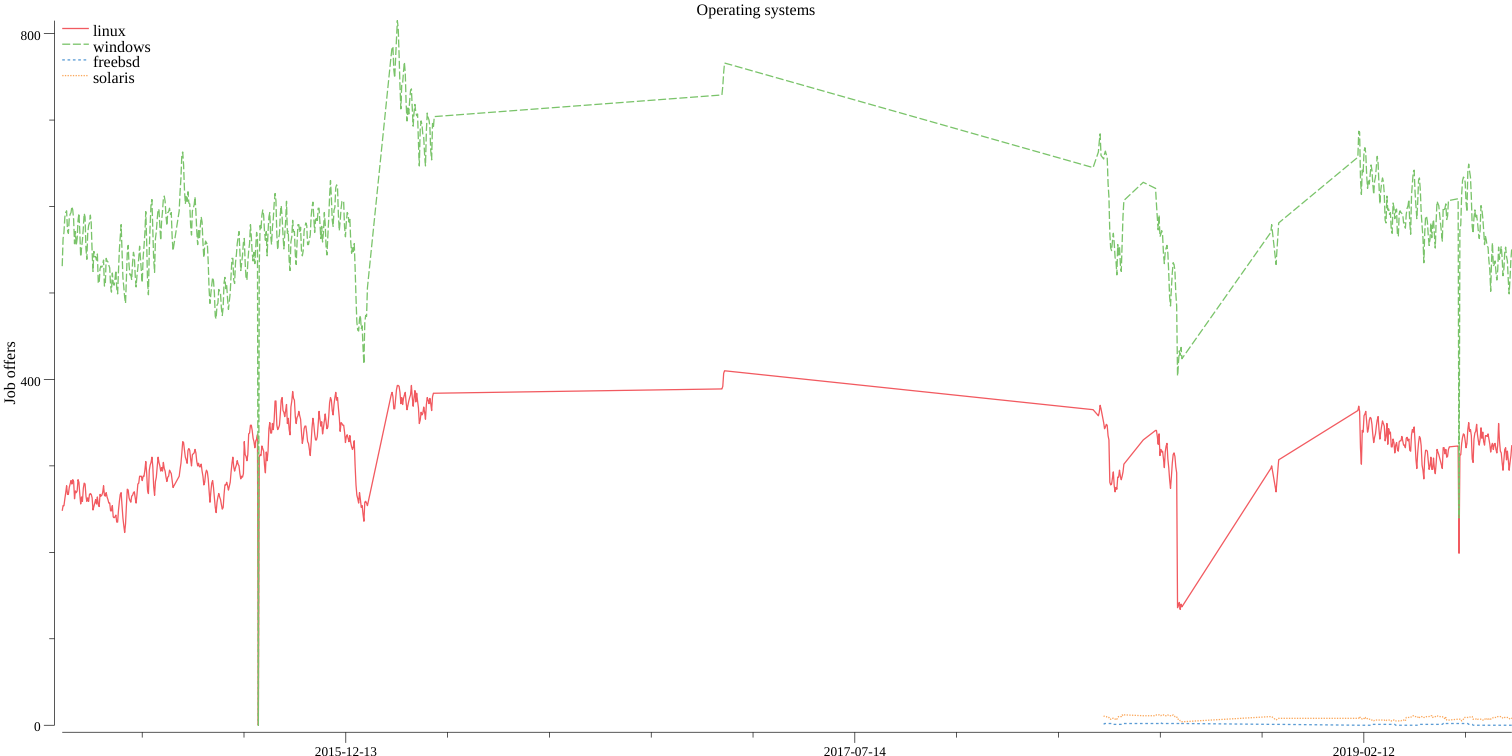 Operating systems
linux
windows
freebsd
solaris
800
400
0
Job offers
2015-12-13
2017-07-14
2019-02-12